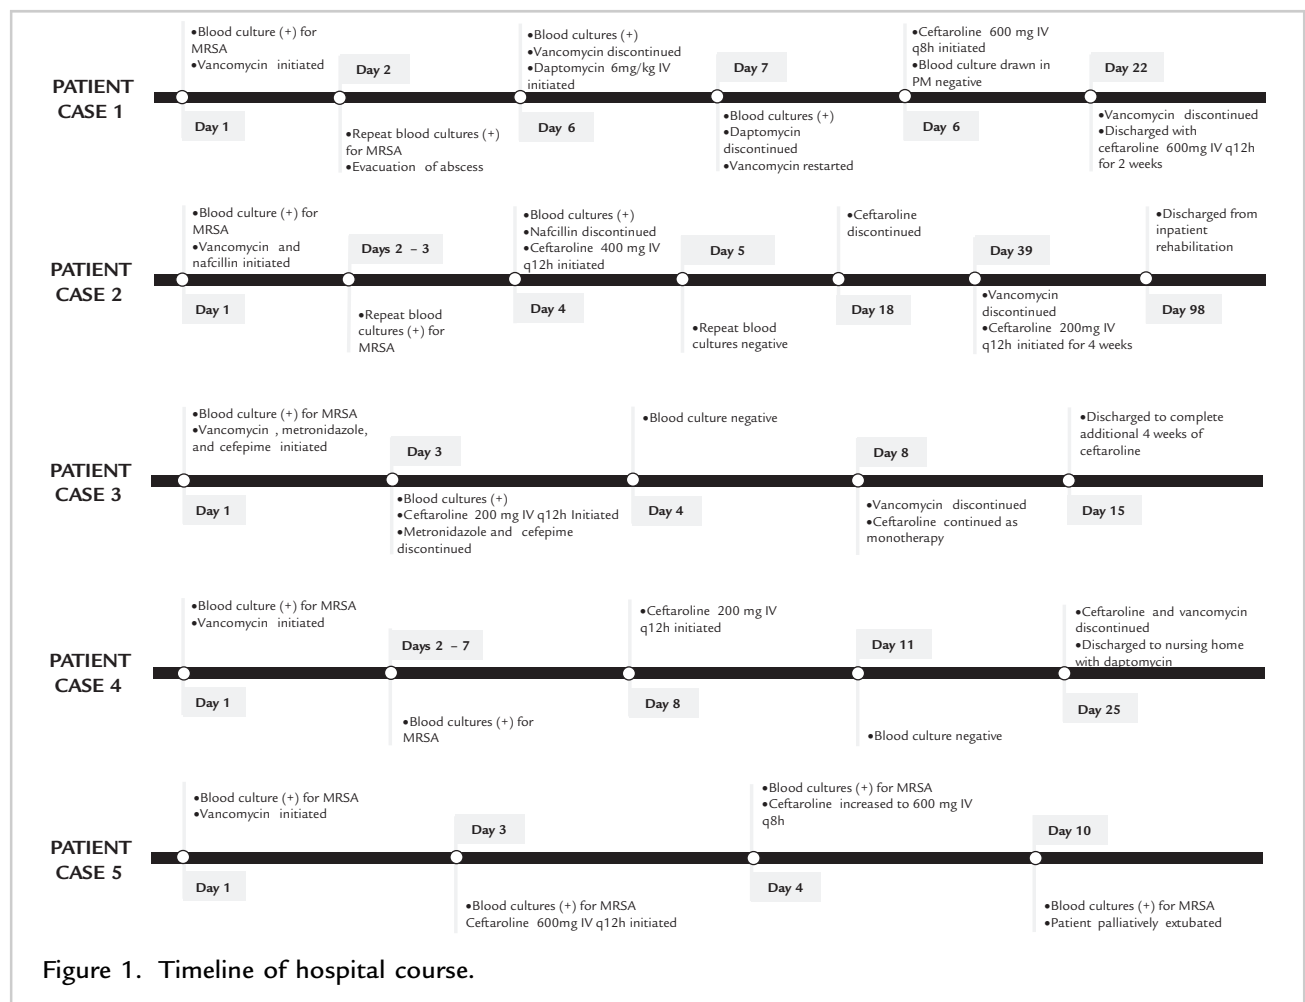 PATIENT
CASE 1
•Blood culture (+) for
MRSA
•Vancomycin initiated
Day 1
Day 2
•Repeat blood cultures (+)
for MRSA
•Evacuation of abscess
•Blood cultures (+)
•Vancomycin discontinued
•Daptomycin 6mg/kg IV
initiated
Day 6
Day 7
•Blood cultures (+)
•Daptomycin
discontinued
•Vancomycin restarted
•Ceftaroline 600 mg IV
q8h initiated
•Blood culture drawn in
PM negative
Day 6
Day 22
•Vancomycin discontinued
•Discharged with
ceftaroline 600mg IV q12h
for 2 weeks
PATIENT
CASE 2
•Blood culture (+) for
MRSA
•Vancomycin and
nafcillin initiated
Day 1
Days 2 – 3
•Repeat blood
cultures (+) for
MRSA
•Blood cultures (+)
•Nafcillin discontinued
•Ceftaroline 400 mg IV
q12h initiated
Day 4
Day 5
•Repeat blood
cultures negative
•Ceftaroline
discontinued
Day 18
Day 39
•Vancomycin
discontinued
•Ceftaroline 200mg IV
q12h initiated for 4 weeks
•Discharged from
inpatient
rehabilitation
Day 98
PATIENT
CASE 3
•Blood culture (+) for MRSA
•Vancomycin , metronidazole,
and cefepime initiated
Day 1
Day 3
•Blood cultures (+)
•Ceftaroline 200 mg IV q12h Initiated
•Metronidazole and cefepime
discontinued
•Blood culture negative
Day 4
Day 8
•Vancomycin discontinued
•Ceftaroline continued as
monotherapy
•Discharged to complete
additional 4 weeks of
ceftaroline
Day 15
PATIENT
CASE 4
•Blood culture (+) for MRSA
•Vancomycin initiated
Day 1
Days 2 – 7
•Blood cultures (+) for
MRSA
•Ceftaroline 200 mg IV
q12h initiated
Day 8
Day 11
•Blood culture negative
•Ceftaroline and vancomycin
discontinued
•Discharged to nursing home
with daptomycin
Day 25
PATIENT
CASE 5
•Blood culture (+) for MRSA
•Vancomycin initiated
Day 1
Day 3
•Blood cultures (+) for MRSA
Ceftaroline 600mg IV q12h initiated
•Blood cultures (+) for MRSA
•Ceftaroline increased to 600 mg IV
q8h
Day 4
Day 10
•Blood cultures (+) for MRSA
•Patient palliatively extubated
Figure 1. Timeline of hospital course.